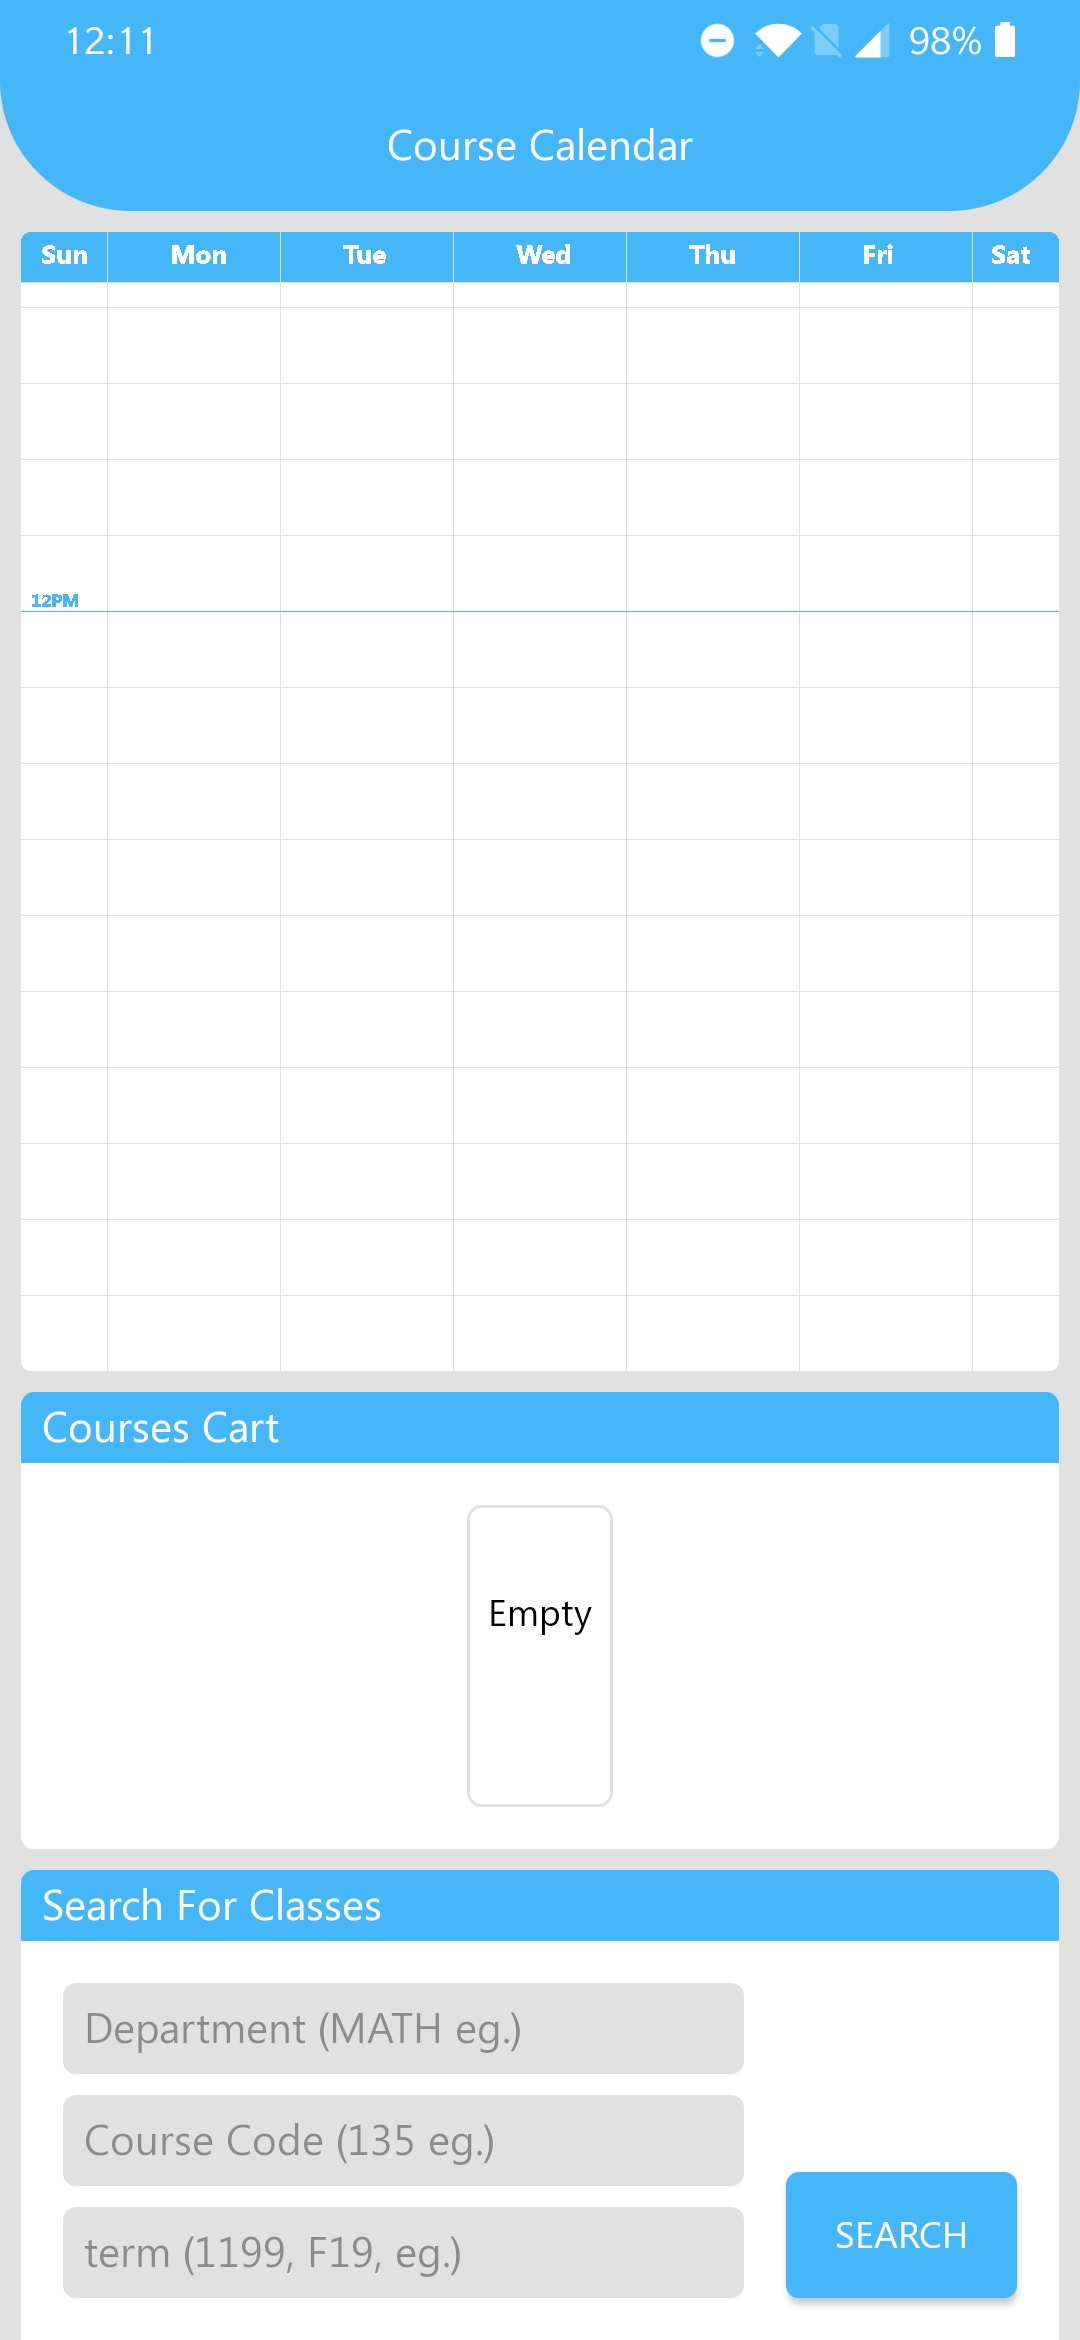 12:11 98%
Course Calendar
Sun Mon Tue Wed Thu Fri Sat
12PM
Courses Cart
Empty
Search For Classes
Department (MATH eg.)
Course Code (135 eg.)
term (1199, F19, eg.)
SEARCH